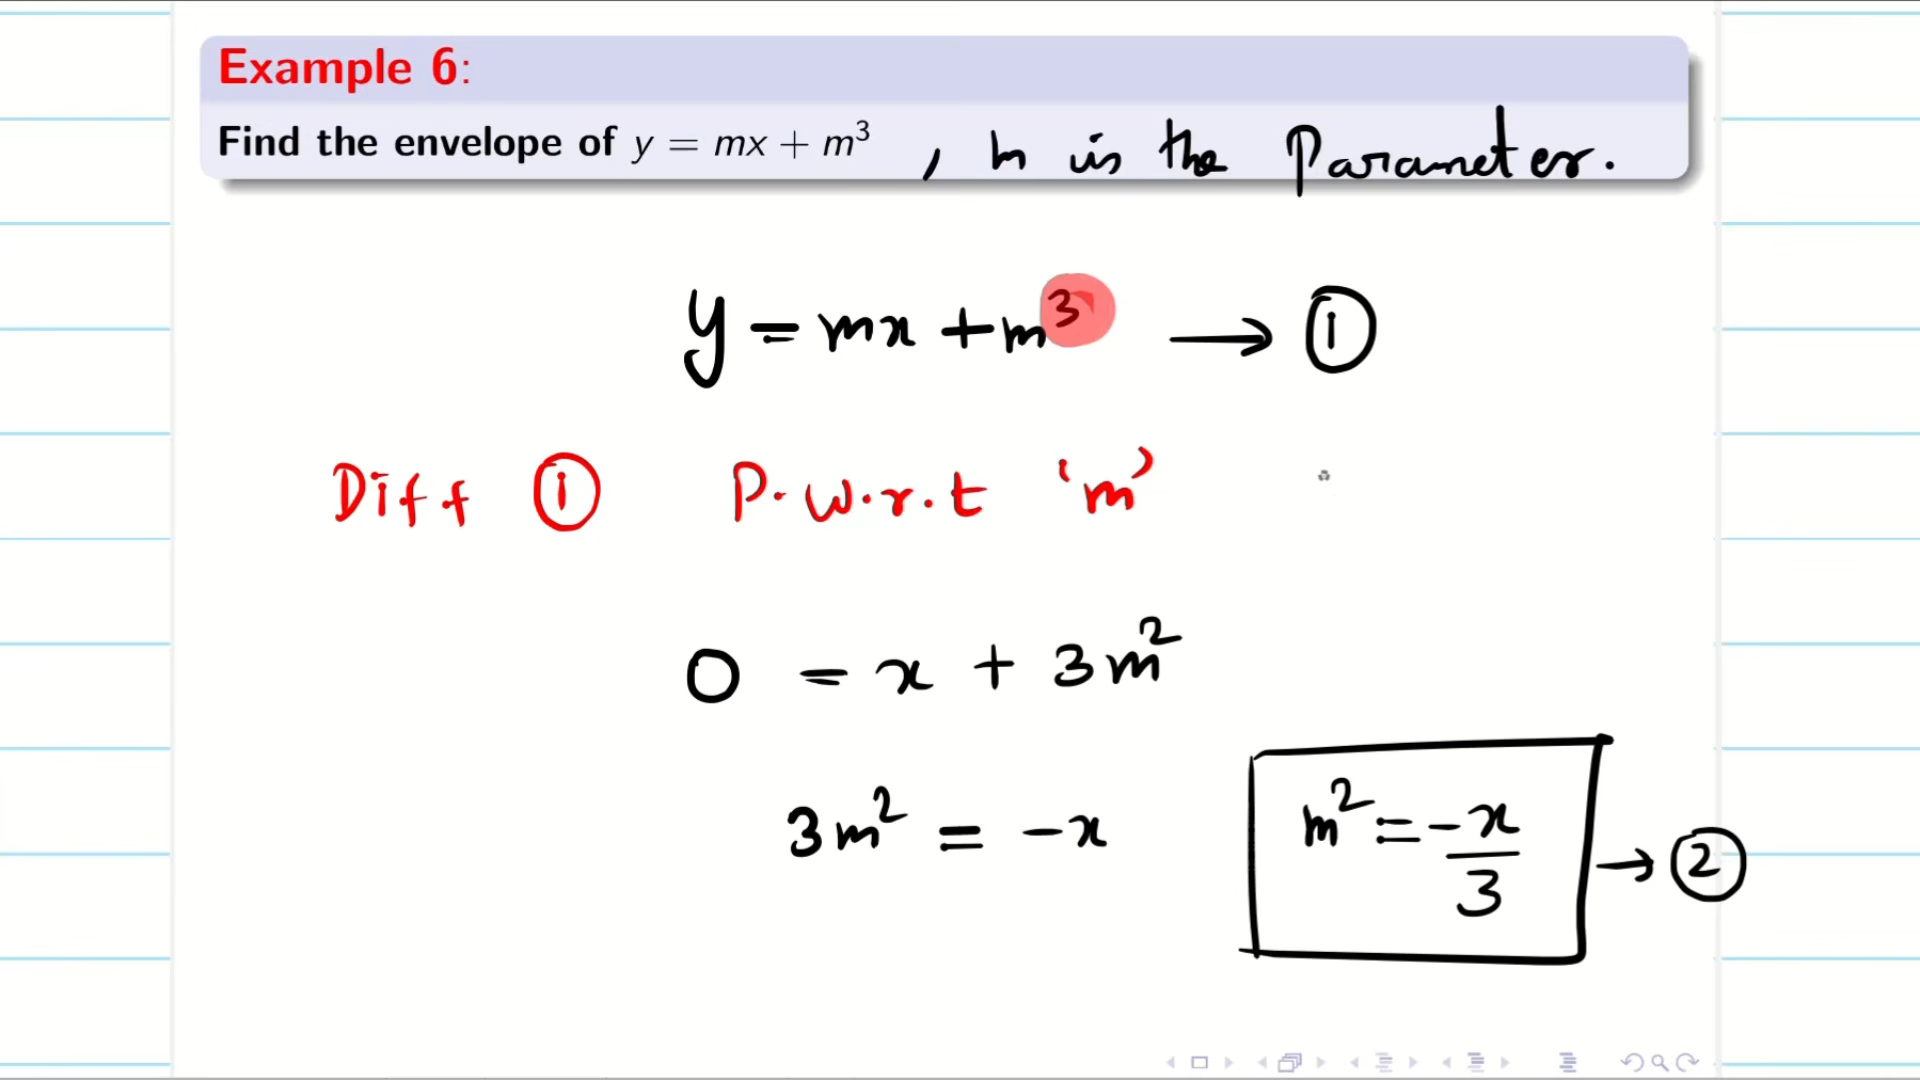 Example 6:
Find the envelope of y = mx + m³ , m is the Parameter.
y = mx + m³ → ①
Diff ① P.w.r.t 'm'
0 = x + 3m²
3m² = -x
m² = -x/3 → ②